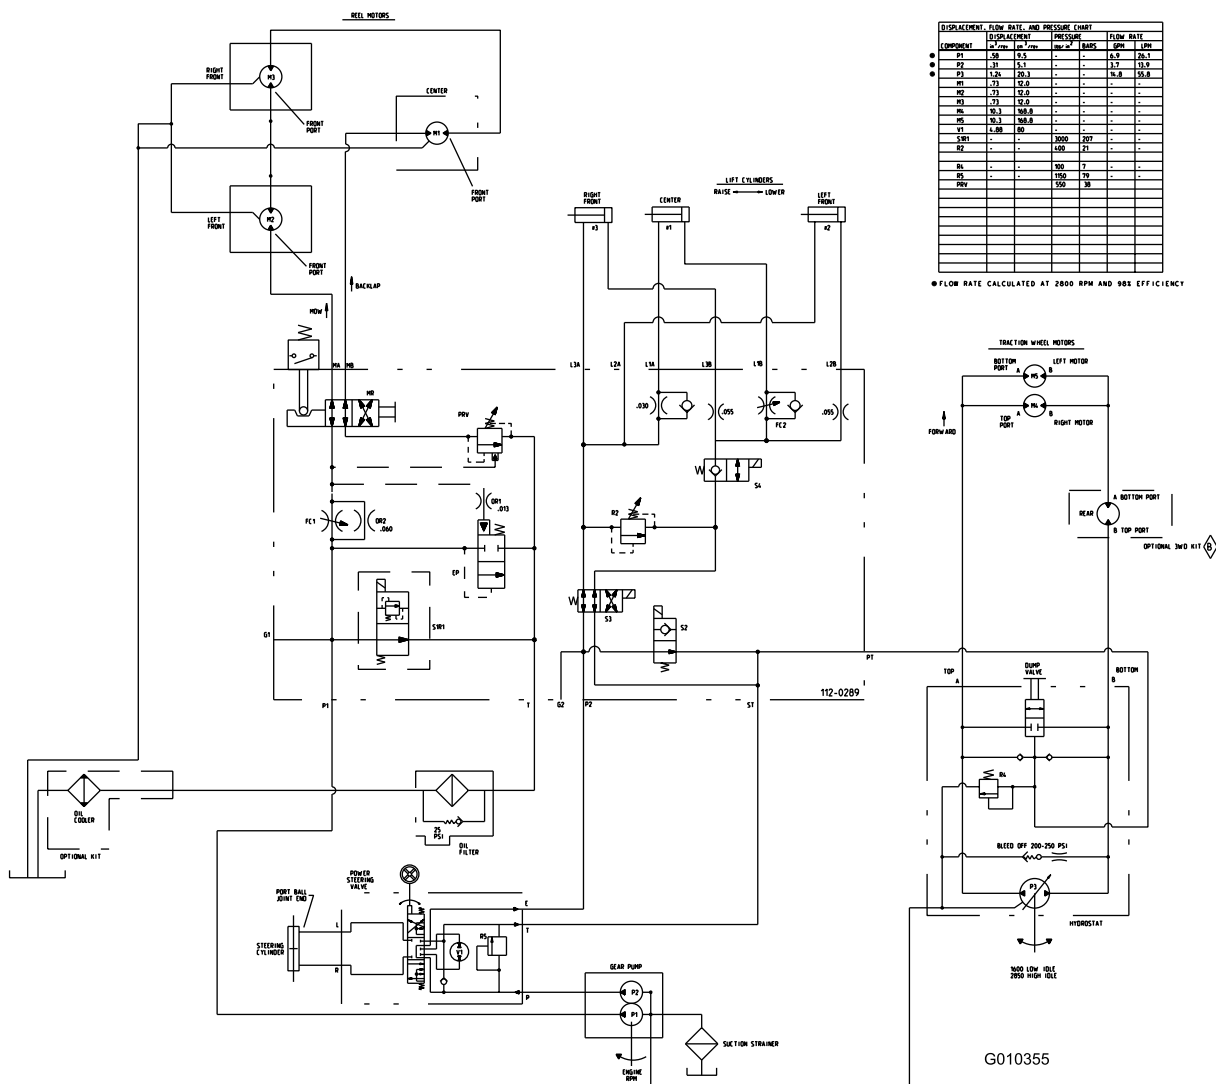 REEL MOTORS
RIGHT FRONT
M3
FRONT PORT
CENTER
M1
FRONT PORT
LEFT FRONT
M2
FRONT PORT
BACKLAP
MOW
MA MB
MR
PRV
OR1 .013
FC1
OR2 .060
EP
S1R1
G1
P1
T
G2
P2
ST
PT
112-0289
LIFT CYLINDERS
RAISE LOWER
RIGHT FRONT
#3
CENTER
#1
LEFT FRONT
#2
L3A L2A L1A L3B L1B L2B
.030
.055
FC2
.055
S4
R2
S3
S2
DISPLACEMENT, FLOW RATE, AND PRESSURE CHART
DISPLACEMENT PRESSURE FLOW RATE
COMPONENT in³/rev cm³/rev BARS GPM LPM
P1 .58 9.5 - - 6.9 26.1
P2 .31 5.1 - - 3.7 13.9
P3 1.24 20.3 - - 14.8 55.8
M1 .73 12.0 - - - -
M2 .73 12.0 - - - -
M3 .73 12.0 - - - -
M4 10.3 168.8 - - - -
M5 10.3 168.8 - - - -
V1 4.88 80 - - - -
S1R1 - - 3000 207 - -
R2 - - 400 21 - -
R4 - - 100 7 - -
R5 - - 1150 79 - -
PRV 550 38
FLOW RATE CALCULATED AT 2800 RPM AND 98% EFFICIENCY
TRACTION WHEEL MOTORS
BOTTOM PORT
A M5 B
LEFT MOTOR
TOP PORT
A M4 B
RIGHT MOTOR
FORWARD
A BOTTOM PORT
REAR
B TOP PORT
OPTIONAL 3WD KIT B
TOP
A
DUMP VALVE
BOTTOM
B
R4
BLEED OFF 200-250 PSI
P3
HYDROSTAT
1600 LOW IDLE
2850 HIGH IDLE
OIL COOLER
OPTIONAL KIT
25 PSI
OIL FILTER
POWER STEERING VALVE
PORT BALL JOINT END
STEERING CYLINDER
L
R
V1
R5
E
T
P
GEAR PUMP
P2
P1
ENGINE RPM
SUCTION STRAINER
G010355